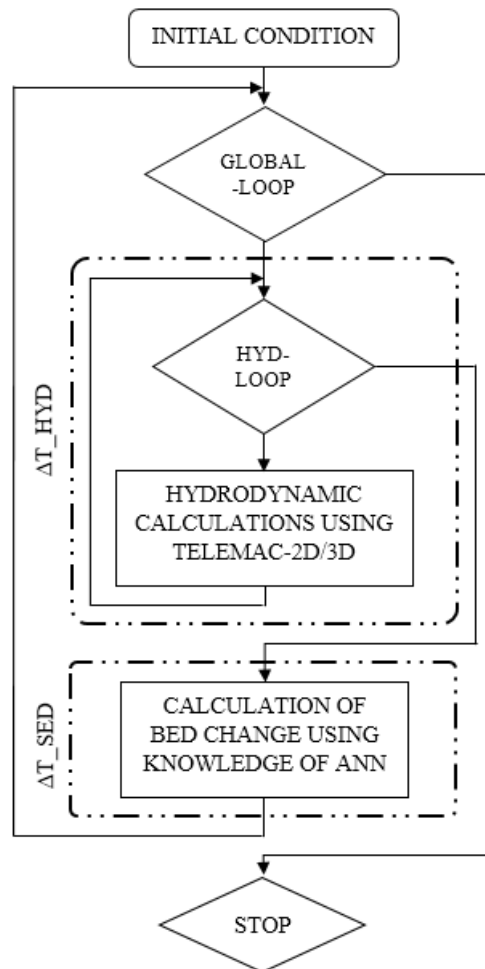 INITIAL CONDITION
GLOBAL
-LOOP
HYD-
LOOP
ΔT_HYD
HYDRODYNAMIC
CALCULATIONS USING
TELEMAC-2D/3D
ΔT_SED
CALCULATION OF
BED CHANGE USING
KNOWLEDGE OF ANN
STOP